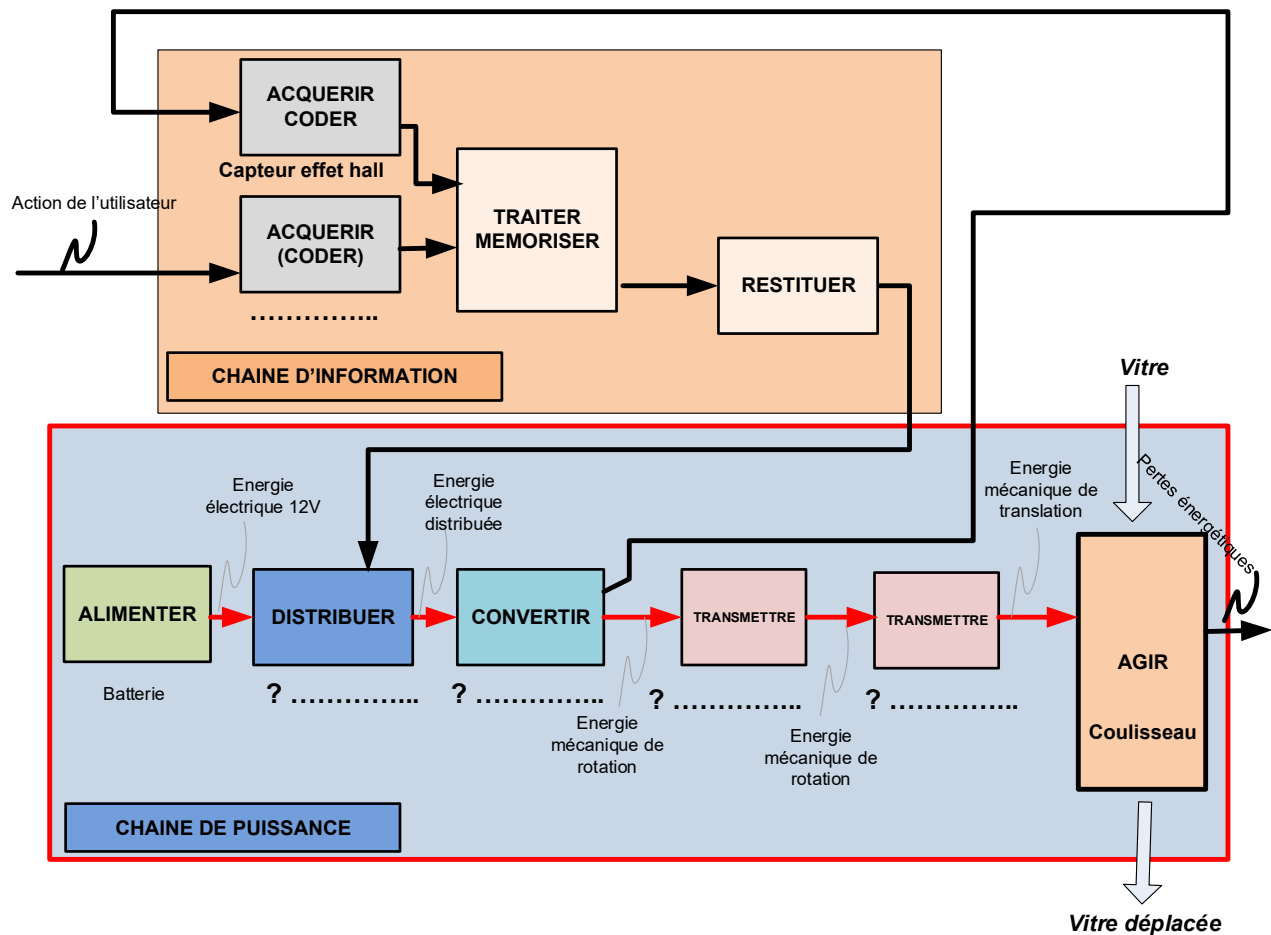 ACQUERIR
CODER
Capteur effet hall
Action de l'utilisateur
ACQUERIR
(CODER)
…………...
TRAITER
MEMORISER
RESTITUER
CHAINE D'INFORMATION
Vitre
Pertes énergétiques
Energie
électrique 12V
Energie
électrique
distribuée
Energie
mécanique de
translation
ALIMENTER
DISTRIBUER
CONVERTIR
TRANSMETTRE
TRANSMETTRE
AGIR
Coulisseau
Batterie
? …………...
? …………...
? …………...
? …………...
Energie
mécanique de
rotation
Energie
mécanique de
rotation
CHAINE DE PUISSANCE
Vitre déplacée